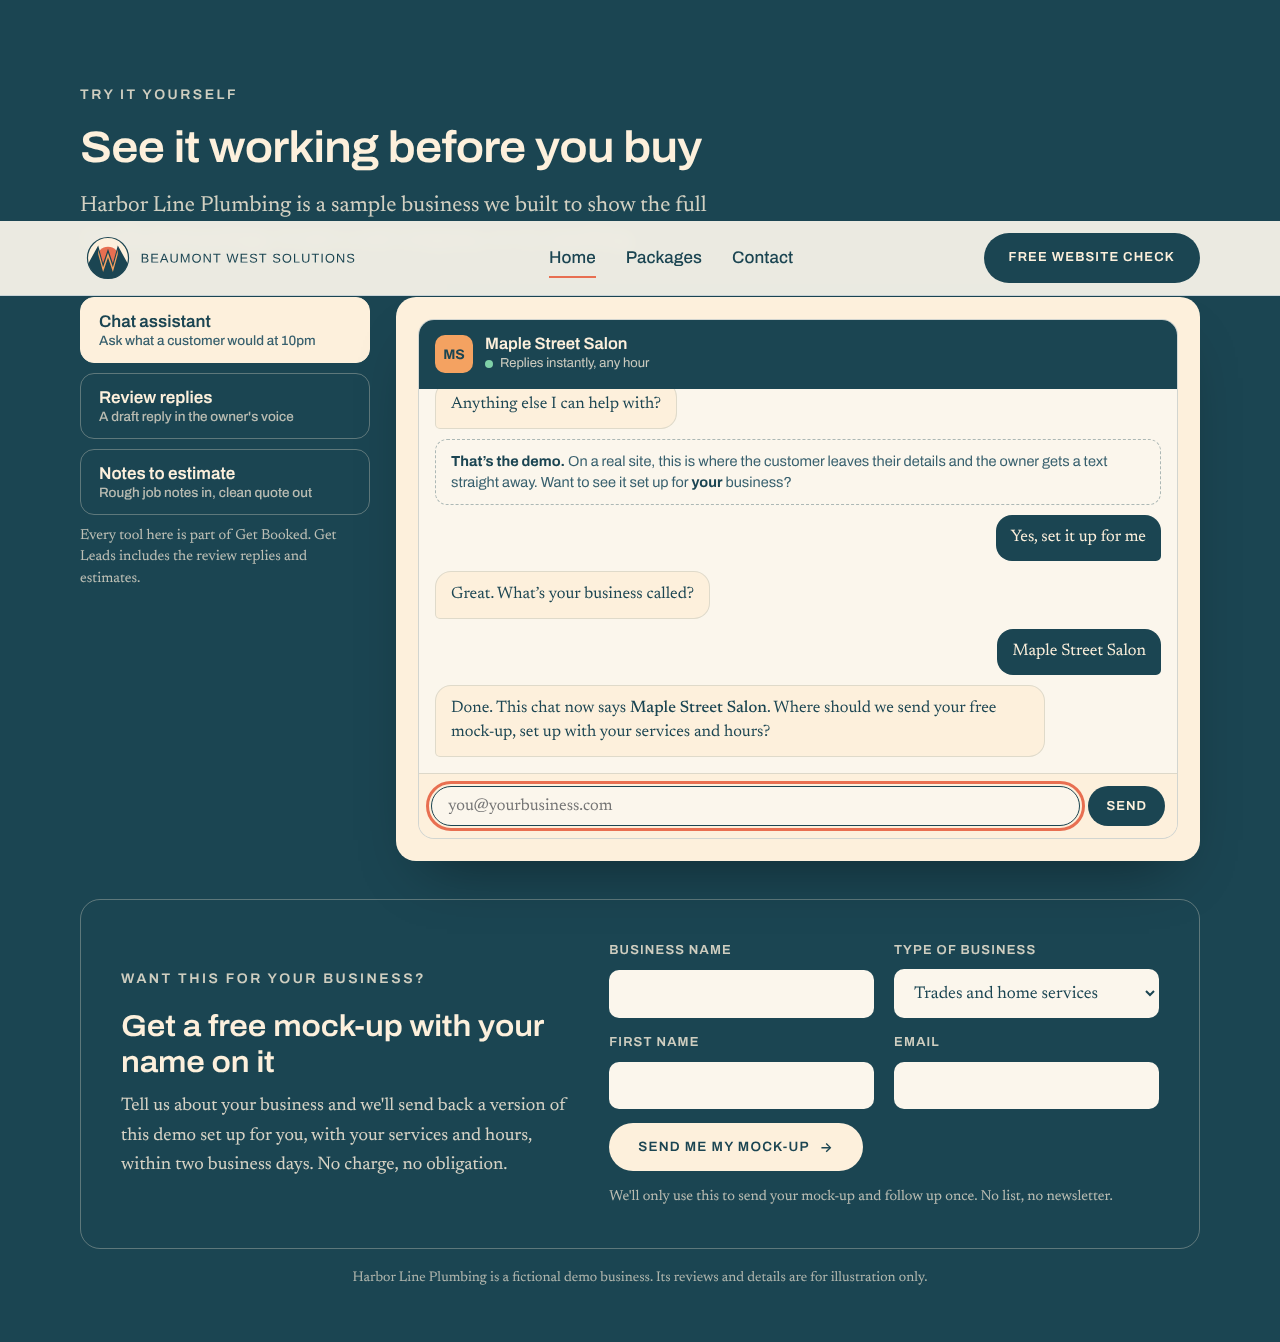 TRY IT YOURSELF
See it working before you buy
Harbor Line Plumbing is a sample business we built to show the full
BEAUMONT WEST SOLUTIONS
Home
Packages
Contact
FREE WEBSITE CHECK
Chat assistant
Ask what a customer would at 10pm
Review replies
A draft reply in the owner's voice
Notes to estimate
Rough job notes in, clean quote out
Every tool here is part of Get Booked. Get
Leads includes the review replies and
estimates.
MS
Maple Street Salon
Replies instantly, any hour
Anything else I can help with?
That’s the demo. On a real site, this is where the customer leaves their details and the owner gets a text
straight away. Want to see it set up for your business?
Yes, set it up for me
Great. What’s your business called?
Maple Street Salon
Done. This chat now says Maple Street Salon. Where should we send your free
mock-up, set up with your services and hours?
you@yourbusiness.com
SEND
WANT THIS FOR YOUR BUSINESS?
Get a free mock-up with your
name on it
Tell us about your business and we'll send back a version of
this demo set up for you, with your services and hours,
within two business days. No charge, no obligation.
BUSINESS NAME
TYPE OF BUSINESS
Trades and home services
FIRST NAME
EMAIL
SEND ME MY MOCK-UP →
We'll only use this to send your mock-up and follow up once. No list, no newsletter.
Harbor Line Plumbing is a fictional demo business. Its reviews and details are for illustration only.